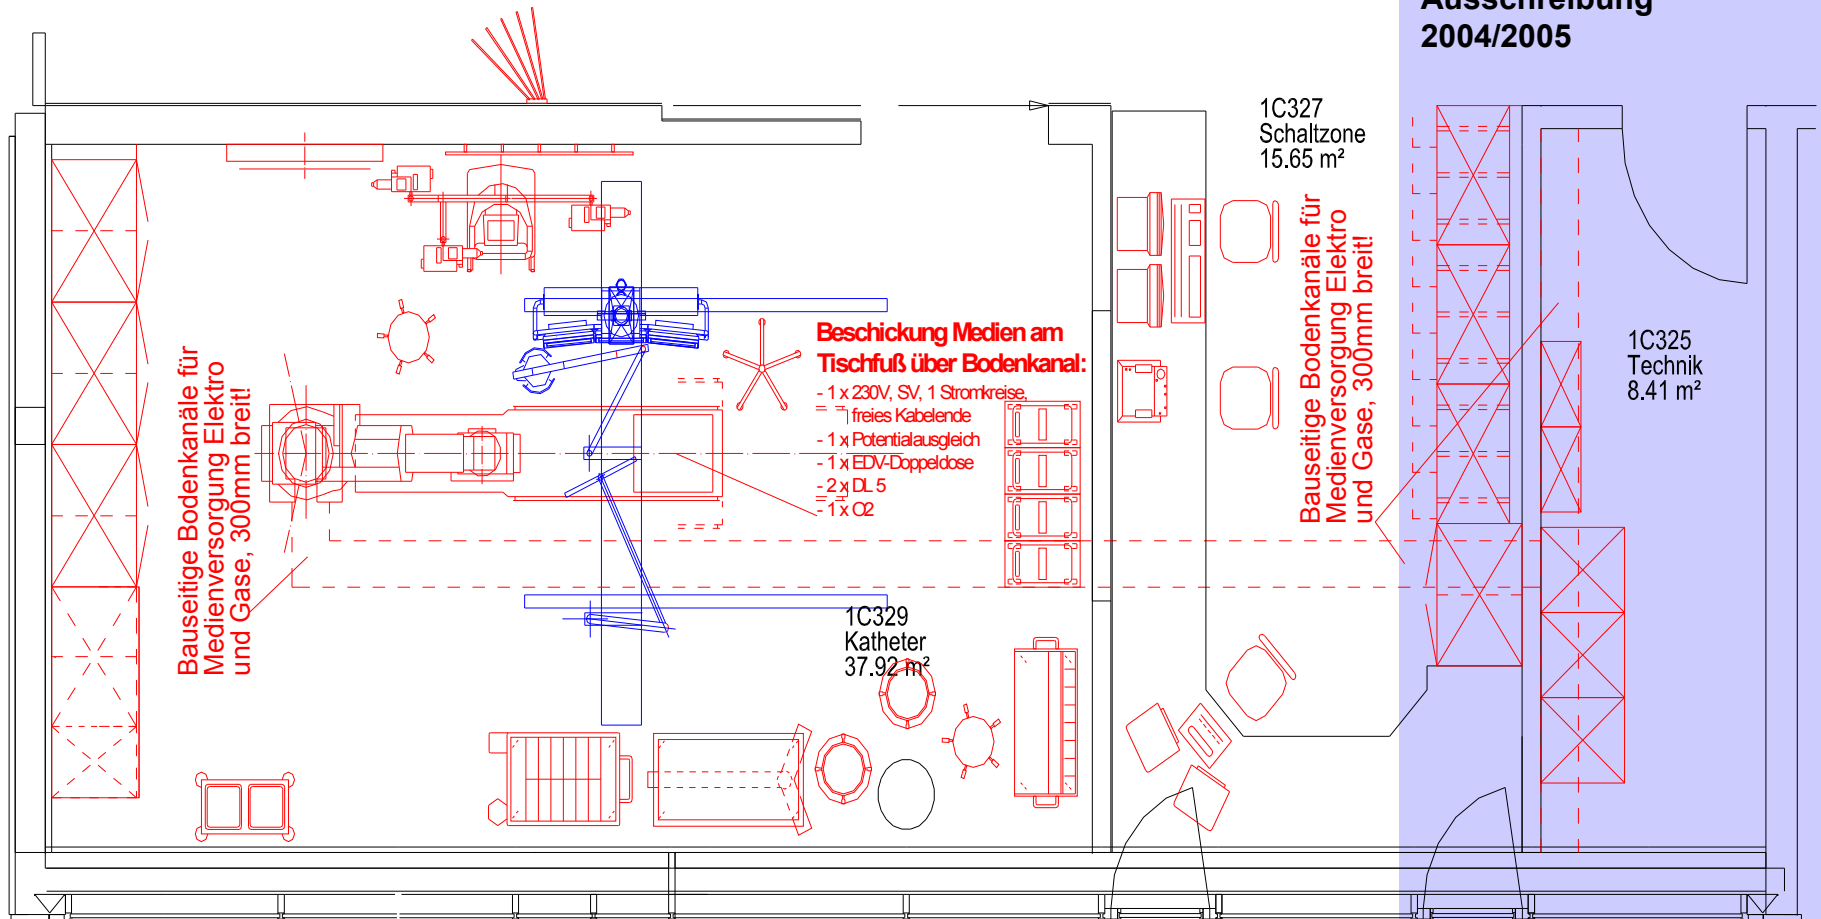 Ausschreibung
2004/2005
1C327
Schaltzone
15.65 m²
Bauseitige Bodenkanäle für
Medienversorgung Elektro
und Gase, 300mm breit!
1C325
Technik
8.41 m²
Beschickung Medien am
Tischfuß über Bodenkanal:
- 1 x 230V, SV, 1 Stromkreise,
freies Kabelende
- 1 x Potentialausgleich
- 1 x EDV-Doppeldose
- 2 x DL 5
- 1 x O2
Bauseitige Bodenkanäle für
Medienversorgung Elektro
und Gase, 300mm breit!
1C329
Katheter
37.92 m²